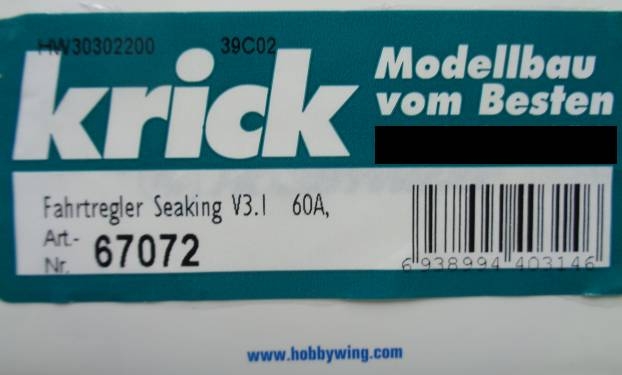 HW30302200 39C02
krick
Modellbau
vom Besten
Fahrtregler Seaking V3.1 60A,
Art.-
Nr. 67072
6 938994 403146
www.hobbywing.com